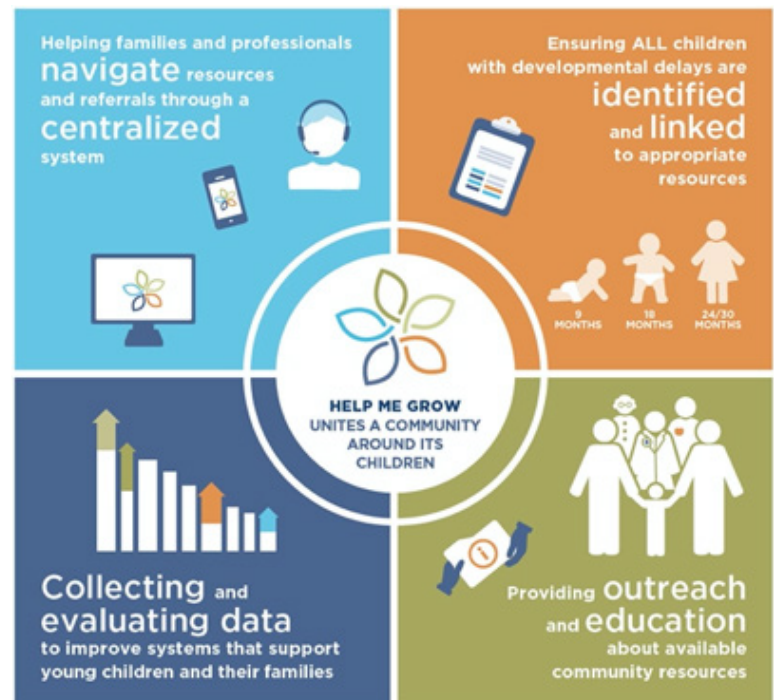 Helping families and professionals
navigate resources
and referrals through a
centralized
system
Ensuring ALL children
with developmental delays are
identified
and linked
to appropriate
resources
9
MONTHS
18
MONTHS
24/30
MONTHS
HELP ME GROW
UNITES A COMMUNITY
AROUND ITS
CHILDREN
Collecting and
evaluating data
to improve systems that support
young children and their families
i
Providing outreach
and education
about available
community resources